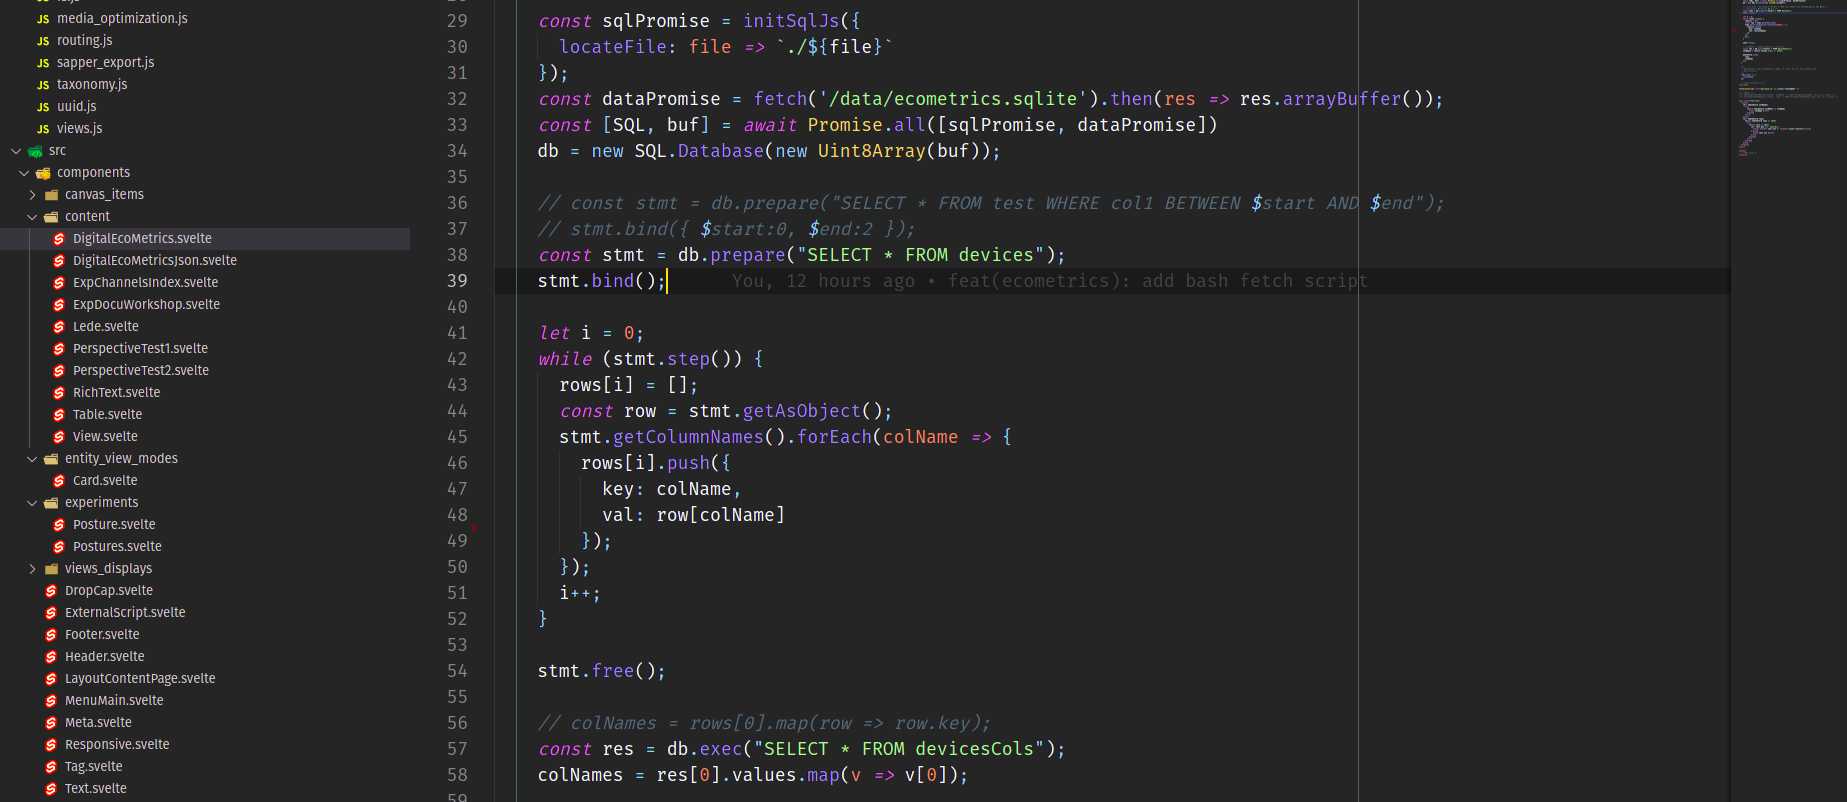 JS media_optimization.js
JS routing.js
JS sapper_export.js
JS taxonomy.js
JS uuid.js
JS views.js
src
components
canvas_items
content
DigitalEcoMetrics.svelte
DigitalEcoMetricsJson.svelte
ExpChannelsIndex.svelte
ExpDocuWorkshop.svelte
Lede.svelte
PerspectiveTest1.svelte
PerspectiveTest2.svelte
RichText.svelte
Table.svelte
View.svelte
entity_view_modes
Card.svelte
experiments
Posture.svelte
Postures.svelte
views_displays
DropCap.svelte
ExternalScript.svelte
Footer.svelte
Header.svelte
LayoutContentPage.svelte
MenuMain.svelte
Meta.svelte
Responsive.svelte
Tag.svelte
Text.svelte
29 const sqlPromise = initSqlJs({
30 locateFile: file => `./${file}`
31 });
32 const dataPromise = fetch('/data/ecometrics.sqlite').then(res => res.arrayBuffer());
33 const [SQL, buf] = await Promise.all([sqlPromise, dataPromise])
34 db = new SQL.Database(new Uint8Array(buf));
35
36 // const stmt = db.prepare("SELECT * FROM test WHERE col1 BETWEEN $start AND $end");
37 // stmt.bind({ $start:0, $end:2 });
38 const stmt = db.prepare("SELECT * FROM devices");
39 stmt.bind(); You, 12 hours ago • feat(ecometrics): add bash fetch script
40
41 let i = 0;
42 while (stmt.step()) {
43 rows[i] = [];
44 const row = stmt.getAsObject();
45 stmt.getColumnNames().forEach(colName => {
46 rows[i].push({
47 key: colName,
48 val: row[colName]
49 });
50 });
51 i++;
52 }
53
54 stmt.free();
55
56 // colNames = rows[0].map(row => row.key);
57 const res = db.exec("SELECT * FROM devicesCols");
58 colNames = res[0].values.map(v => v[0]);
59